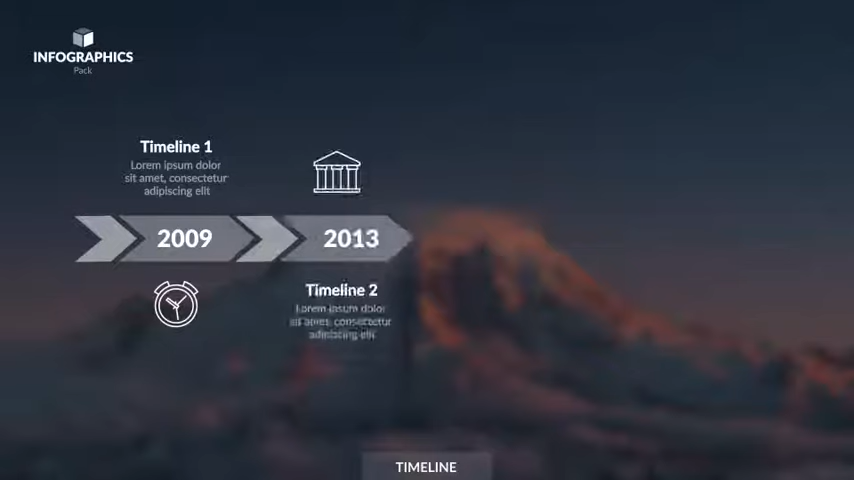 INFOGRAPHICS
Pack
Timeline 1
Lorem ipsum dolor
sit amet, consectetur
adipiscing elit
2009
2013
Timeline 2
Lorem ipsum dolor
sit amet, consectetur
adipiscing elit
TIMELINE